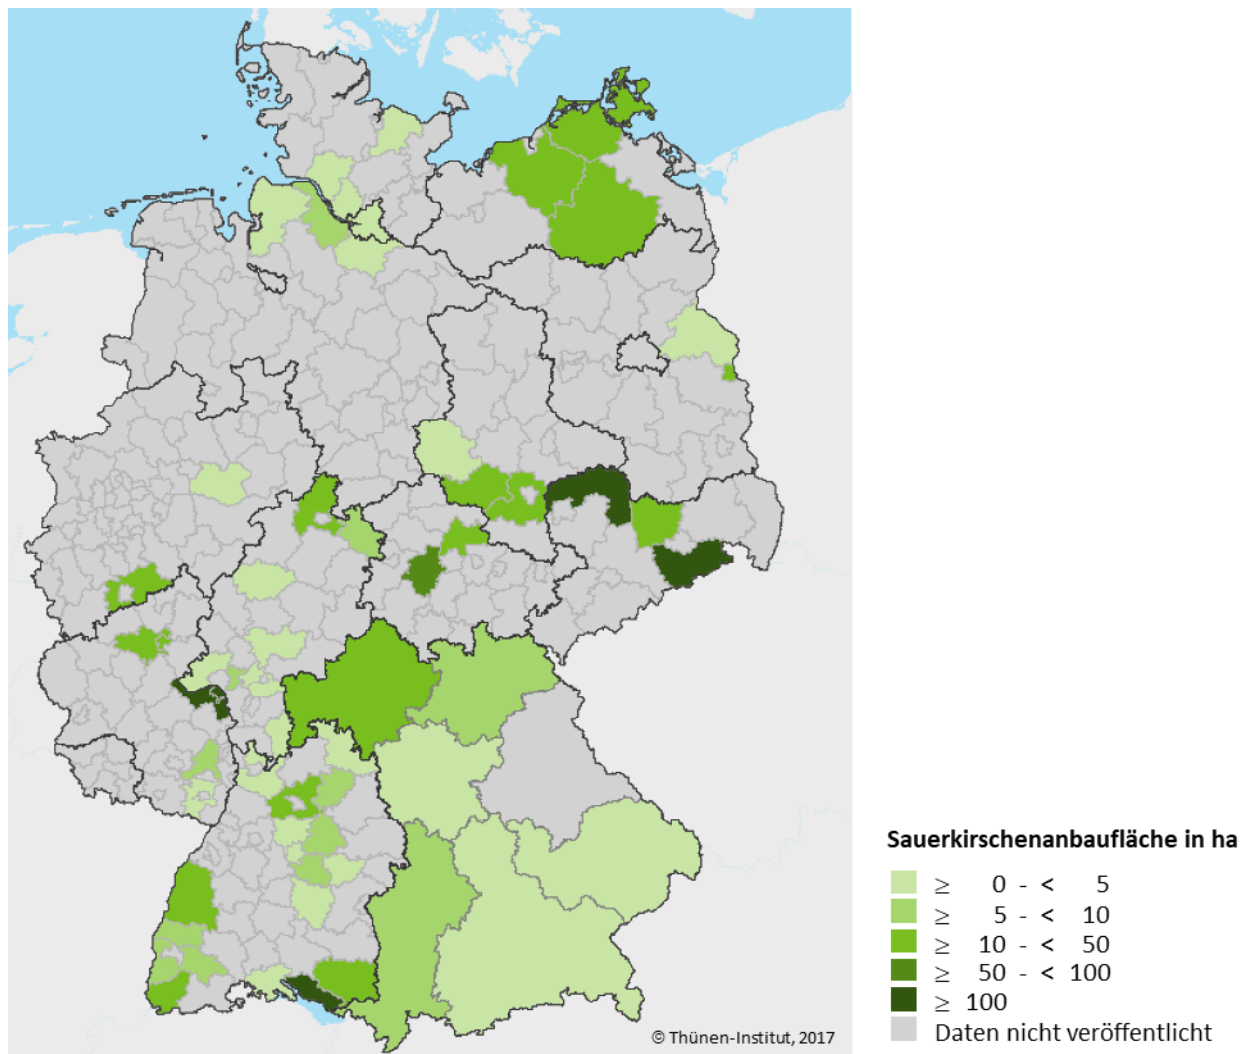 Sauerkirschenanbaufläche in ha
≥ 0 - < 5
≥ 5 - < 10
≥ 10 - < 50
≥ 50 - < 100
≥ 100
Daten nicht veröffentlicht
© Thünen-Institut, 2017